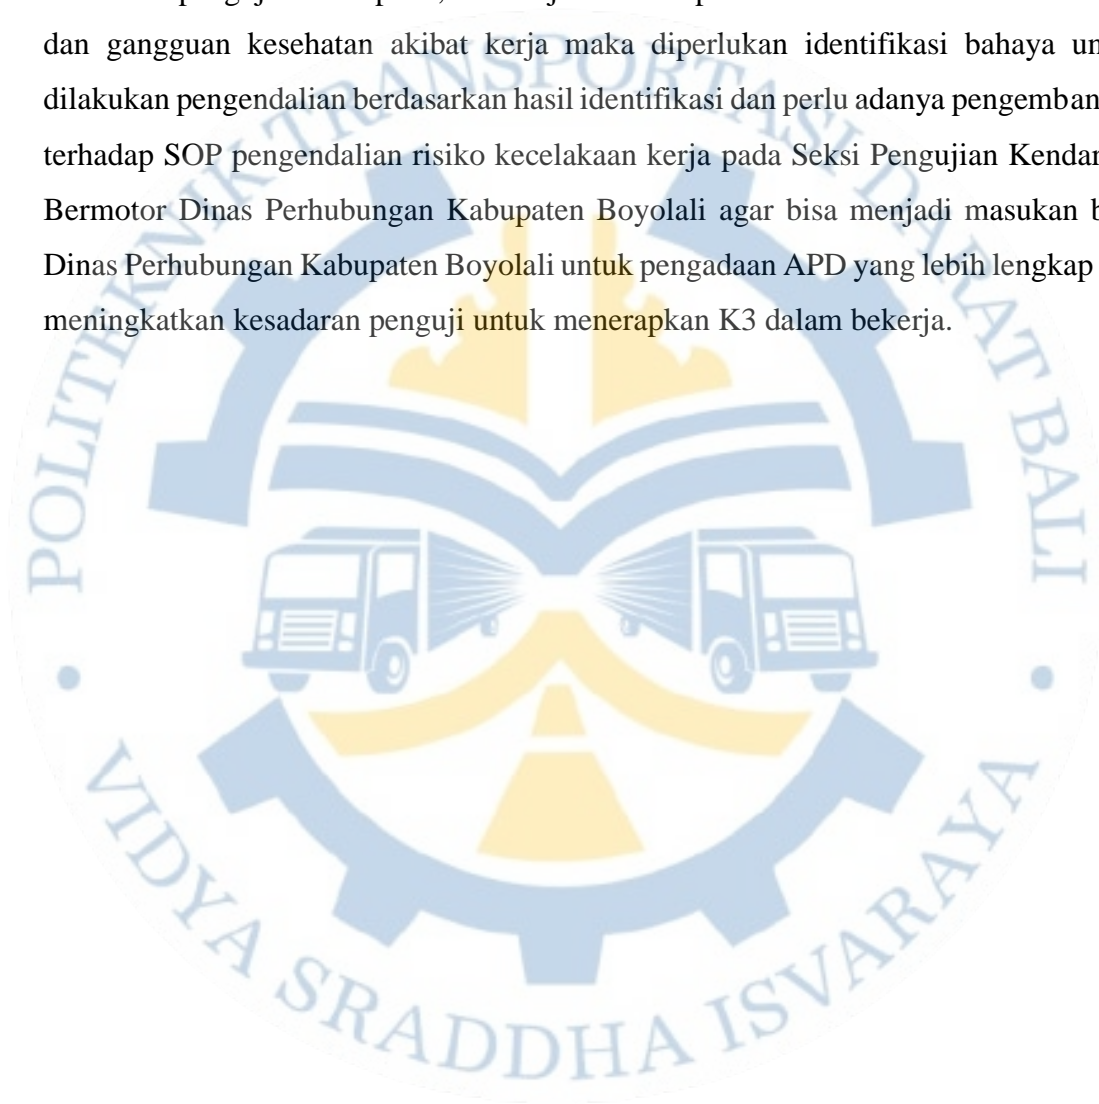 dan gangguan kesehatan akibat kerja maka diperlukan identifikasi bahaya
dilakukan pengendalian berdasarkan hasil identifikasi dan perlu adanya
terhadap SOP pengendalian risiko kecelakaan kerja pada Seksi Pengujian
Bermotor Dinas Perhubungan Kabupaten Boyolali agar bisa menjadi masukan
Dinas Perhubungan Kabupaten Boyolali untuk pengadaan APD yang lebih lengkap
meningkatkan kesadaran penguji untuk menerapkan K3 dalam bekerja.
POLITEKNIK TRANSPORTASI DARAT BALI
VIDYA SRADDHA ISVARAYA